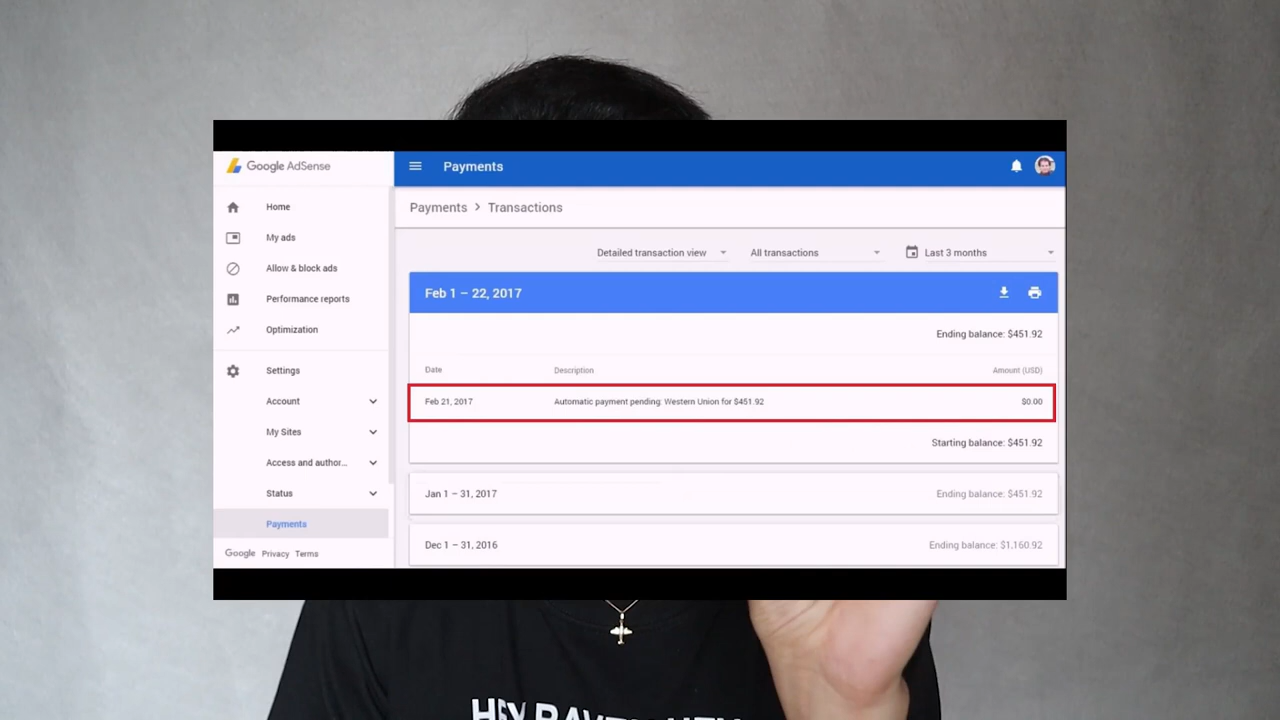 Google AdSense
Payments
Payments > Transactions
Home
My ads
Allow & block ads
Performance reports
Optimization
Settings
Account
My Sites
Access and author...
Status
Payments
Google Privacy Terms
Detailed transaction view
All transactions
Last 3 months
Feb 1 – 22, 2017
Ending balance: $451.92
Date Description Amount (USD)
Feb 21, 2017 Automatic payment pending: Western Union for $451.92 $0.00
Starting balance: $451.92
Jan 1 – 31, 2017 Ending balance: $451.92
Dec 1 – 31, 2016 Ending balance: $1,160.92
HEY